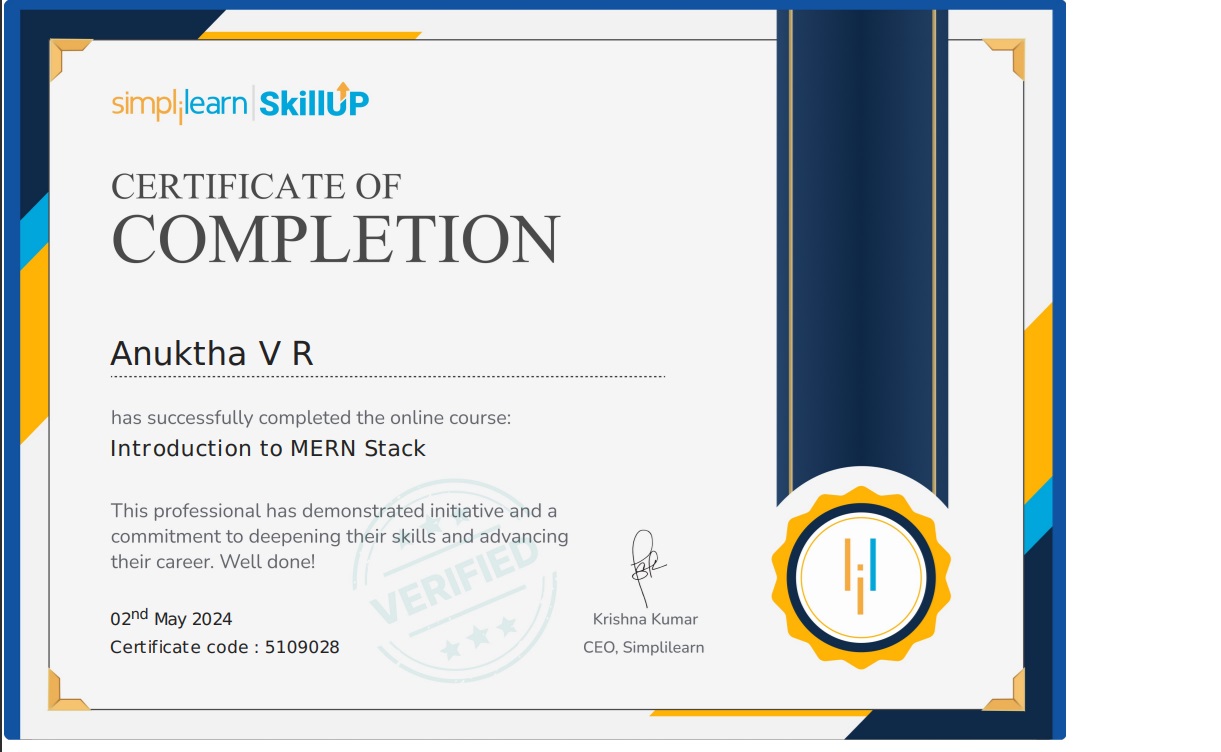 simplilearn | SkillUP
CERTIFICATE OF
COMPLETION
Anuktha V R
has successfully completed the online course:
Introduction to MERN Stack
This professional has demonstrated initiative and a
commitment to deepening their skills and advancing
their career. Well done!
VERIFIED
02nd May 2024
Certificate code : 5109028
Krishna Kumar
CEO, Simplilearn